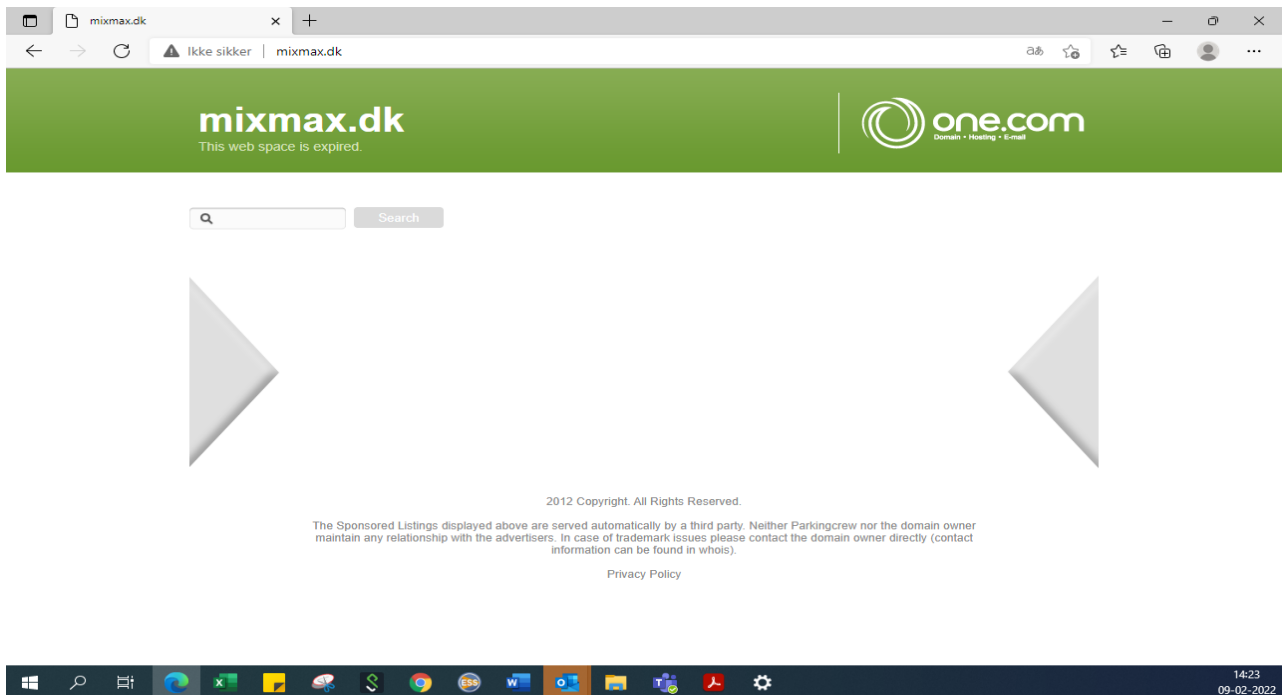 mixmax.dk
Ikke sikker | mixmax.dk
aあ
mixmax.dk
This web space is expired.
one.com
Domain • Hosting • E-mail
Search
2012 Copyright. All Rights Reserved.
The Sponsored Listings displayed above are served automatically by a third party. Neither Parkingcrew nor the domain owner
maintain any relationship with the advertisers. In case of trademark issues please contact the domain owner directly (contact
information can be found in whois).
Privacy Policy
ESS
14:23
09-02-2022